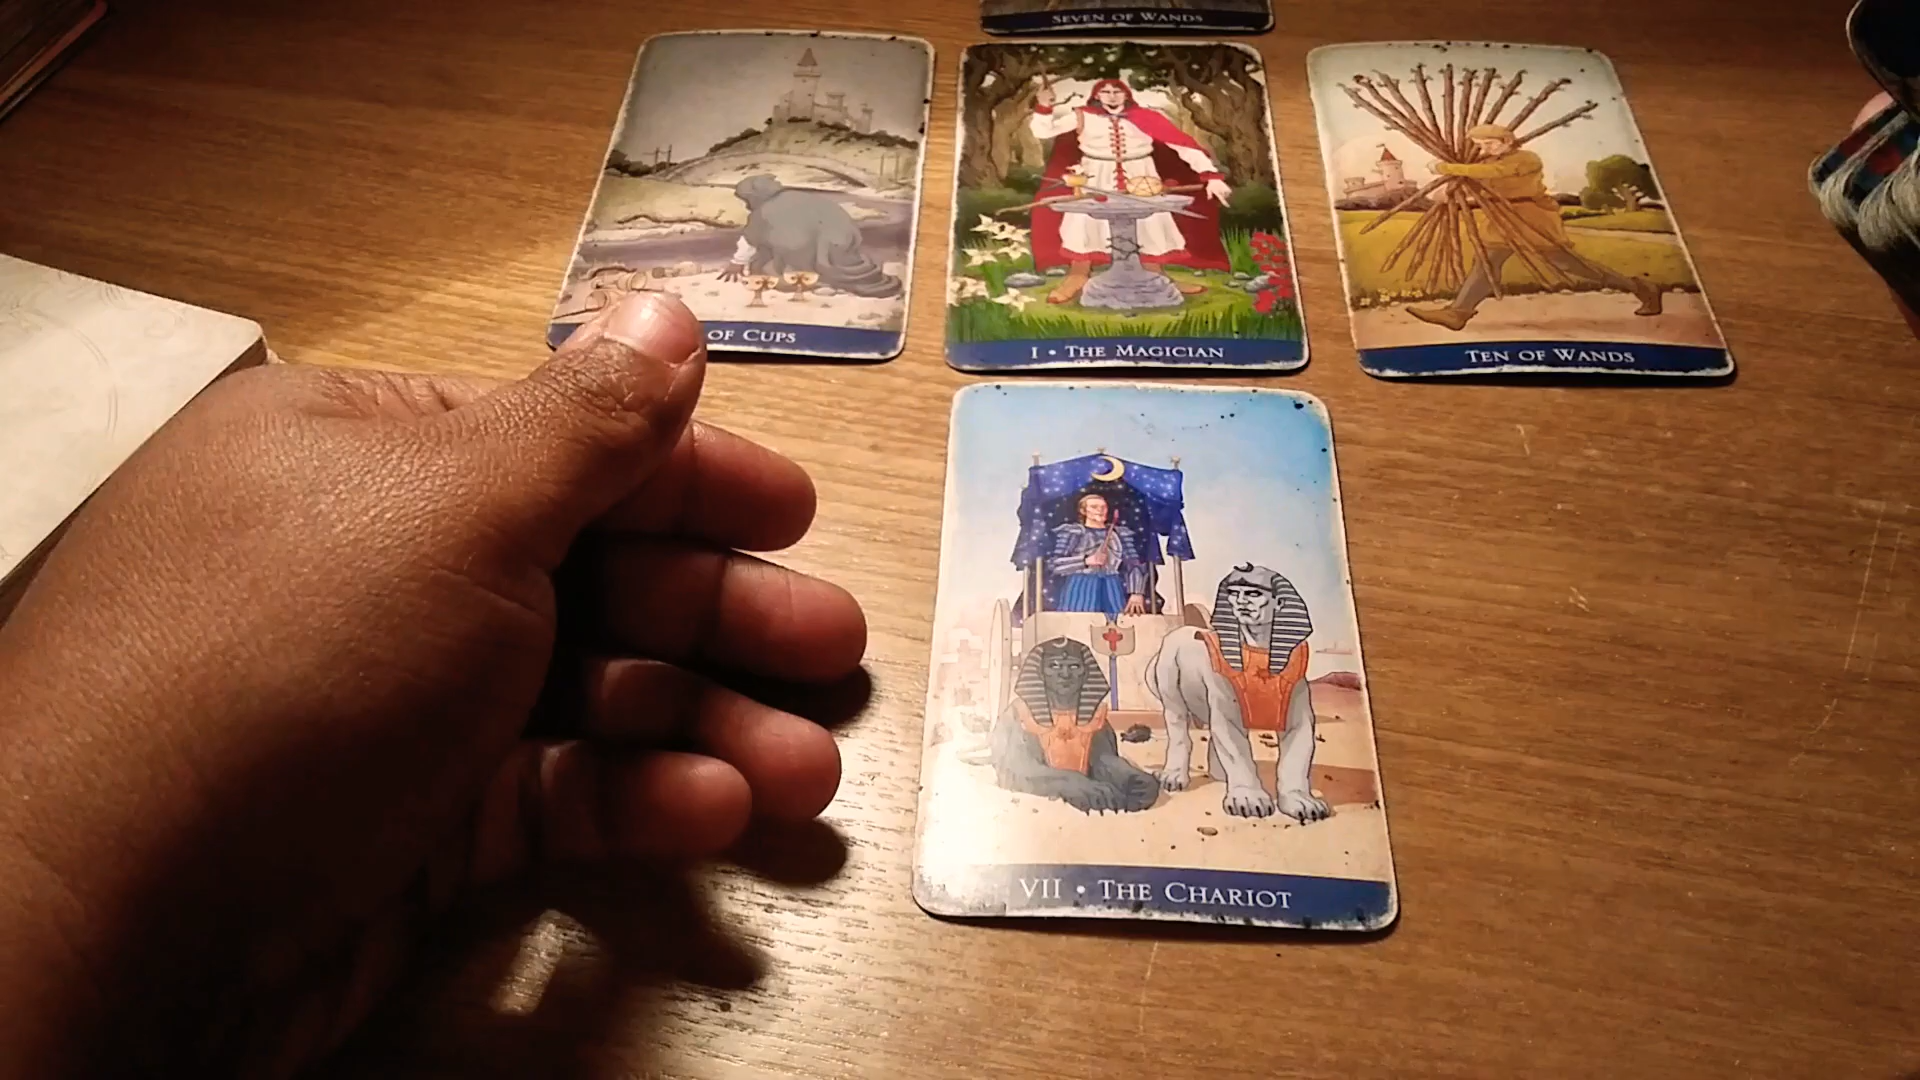 SEVEN OF WANDS
OF CUPS
I • THE MAGICIAN
TEN OF WANDS
VII • THE CHARIOT